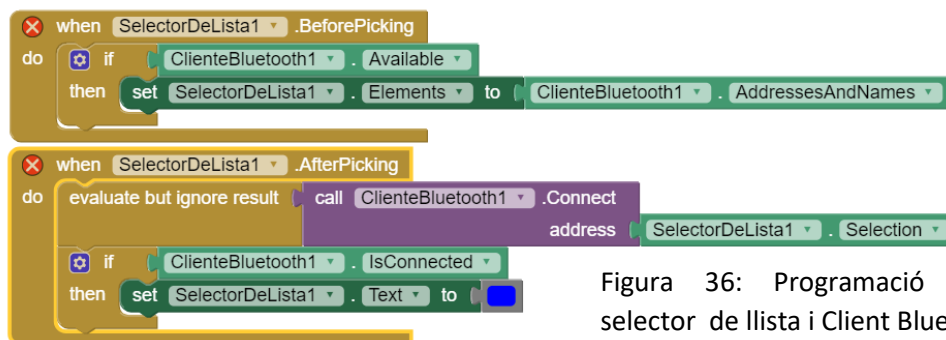 when SelectorDeLista1 .BeforePicking
do if ClienteBluetooth1 . Available
then set SelectorDeLista1 . Elements to ClienteBluetooth1 . AddressesAndNames
when SelectorDeLista1 .AfterPicking
do evaluate but ignore result call ClienteBluetooth1 .Connect
address SelectorDeLista1 . Selection
if ClienteBluetooth1 . IsConnected
then set SelectorDeLista1 . Text to
Figura 36: Programació
selector de llista i Client Blue